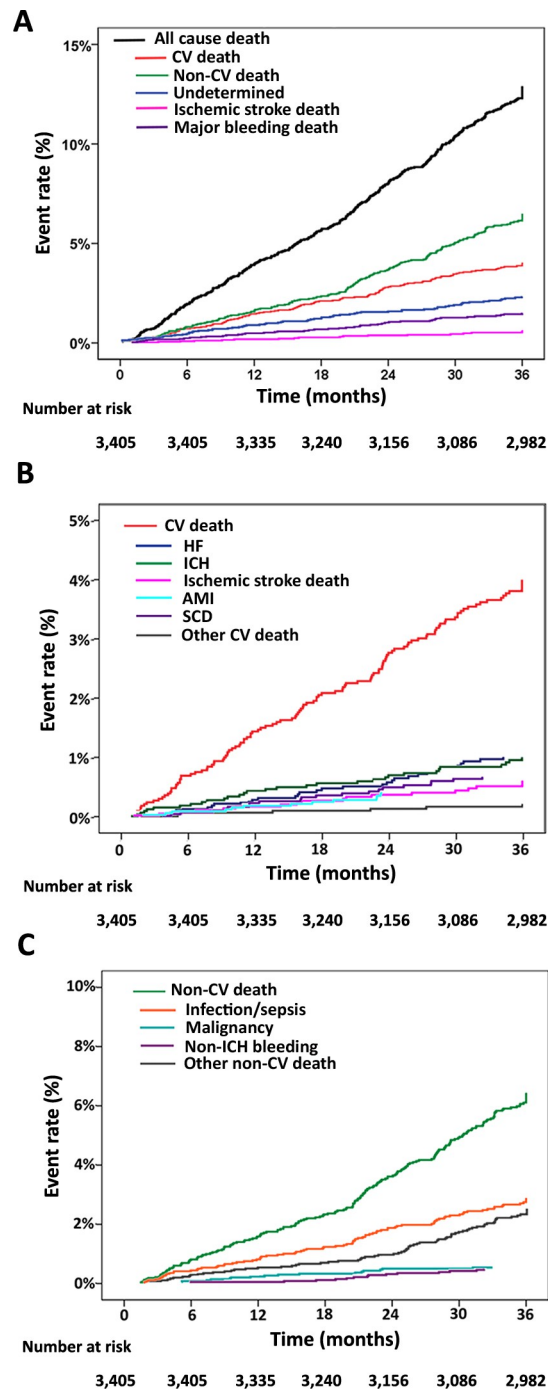 A
15%
10%
5%
0%
Event rate (%)
All cause death
CV death
Non-CV death
Undetermined
Ischemic stroke death
Major bleeding death
0 6 12 18 24 30 36
Time (months)
Number at risk
3,405 3,405 3,335 3,240 3,156 3,086 2,982
B
5%
4%
3%
2%
1%
0%
Event rate (%)
CV death
HF
ICH
Ischemic stroke death
AMI
SCD
Other CV death
0 6 12 18 24 30 36
Time (months)
Number at risk
3,405 3,405 3,335 3,240 3,156 3,086 2,982
C
10%
8%
6%
4%
2%
0%
Event rate (%)
Non-CV death
Infection/sepsis
Malignancy
Non-ICH bleeding
Other non-CV death
0 6 12 18 24 30 36
Time (months)
Number at risk
3,405 3,405 3,335 3,240 3,156 3,086 2,982